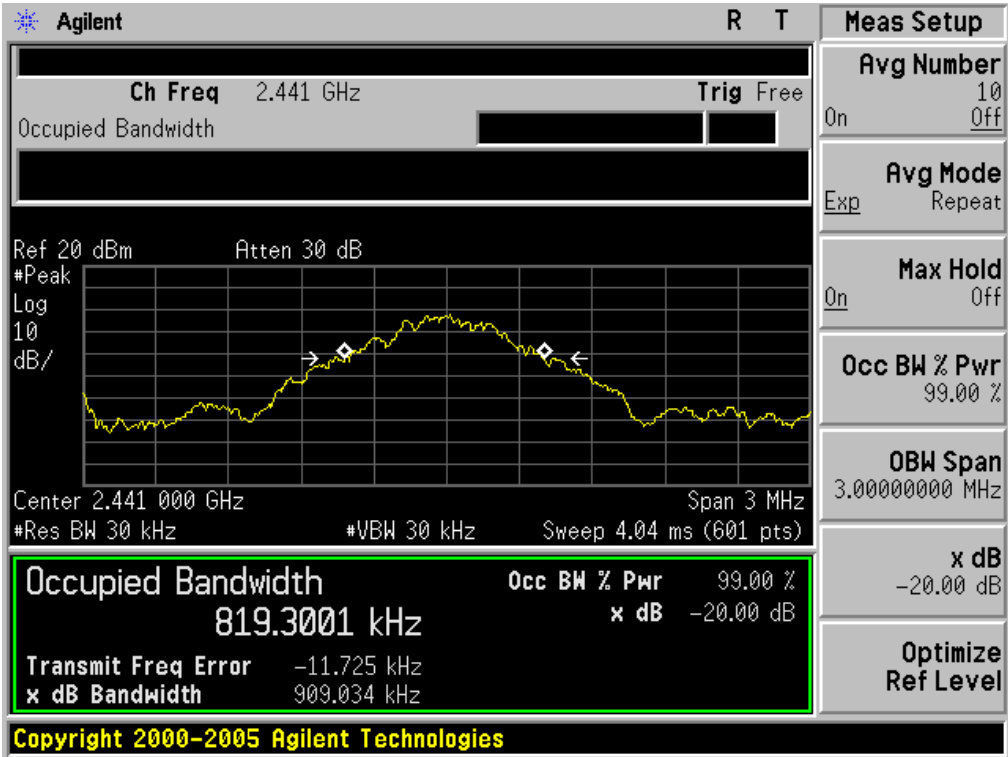 Agilent R T
Ch Freq 2.441 GHz Trig Free
Occupied Bandwidth
Ref 20 dBm Atten 30 dB
#Peak
Log
10
dB/
Center 2.441 000 GHz Span 3 MHz
#Res BW 30 kHz #VBW 30 kHz Sweep 4.04 ms (601 pts)
Occupied Bandwidth
819.3001 kHz
Occ BW % Pwr 99.00 %
x dB -20.00 dB
Transmit Freq Error -11.725 kHz
x dB Bandwidth 909.034 kHz
Copyright 2000-2005 Agilent Technologies
Meas Setup
Avg Number
10
On Off
Avg Mode
Exp Repeat
Max Hold
On Off
Occ BW % Pwr
99.00 %
OBW Span
3.00000000 MHz
x dB
-20.00 dB
Optimize
Ref Level